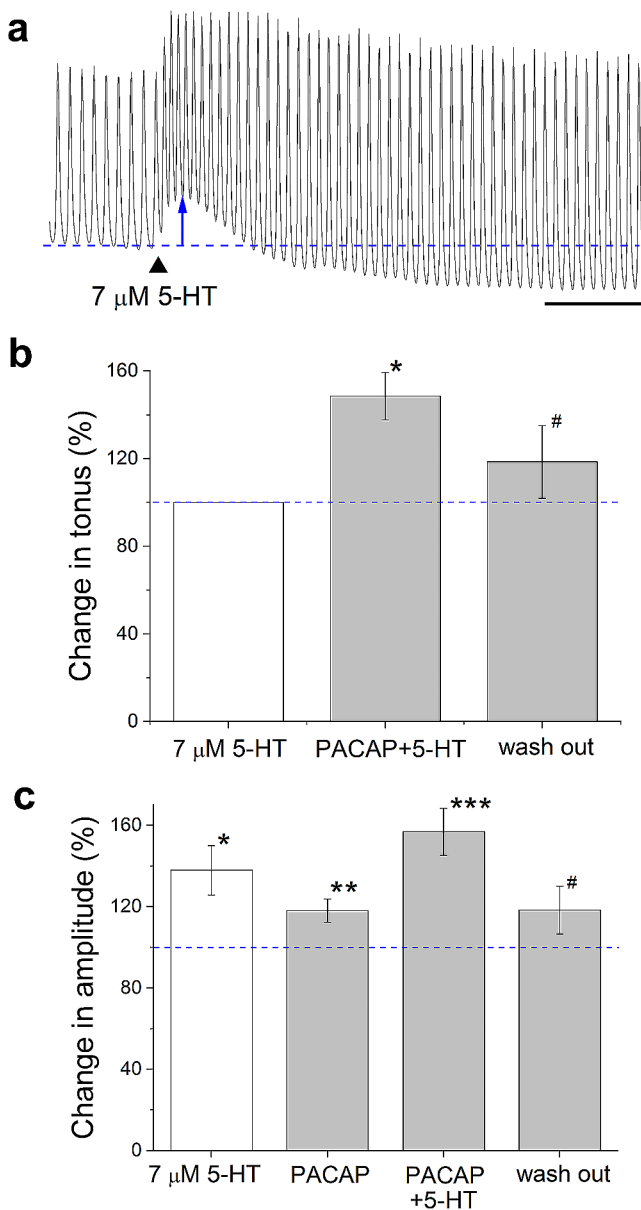 a
7 μM 5-HT
b
Change in tonus (%)
160
120
80
40
0
*
#
7 μM 5-HT
PACAP+5-HT
wash out
c
Change in amplitude (%)
160
120
80
40
0
*
**
***
#
7 μM 5-HT
PACAP
PACAP
+5-HT
wash out